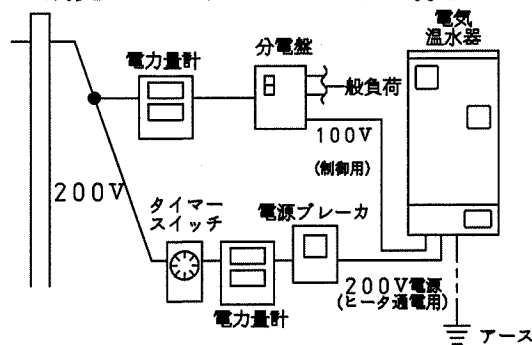 電気
温水器
分電盤
電力量計
一般負荷
100V
(制御用)
200V
タイマー
スイッチ
電源ブレーカ
200V電源
(ヒータ通電用)
電力量計
アース